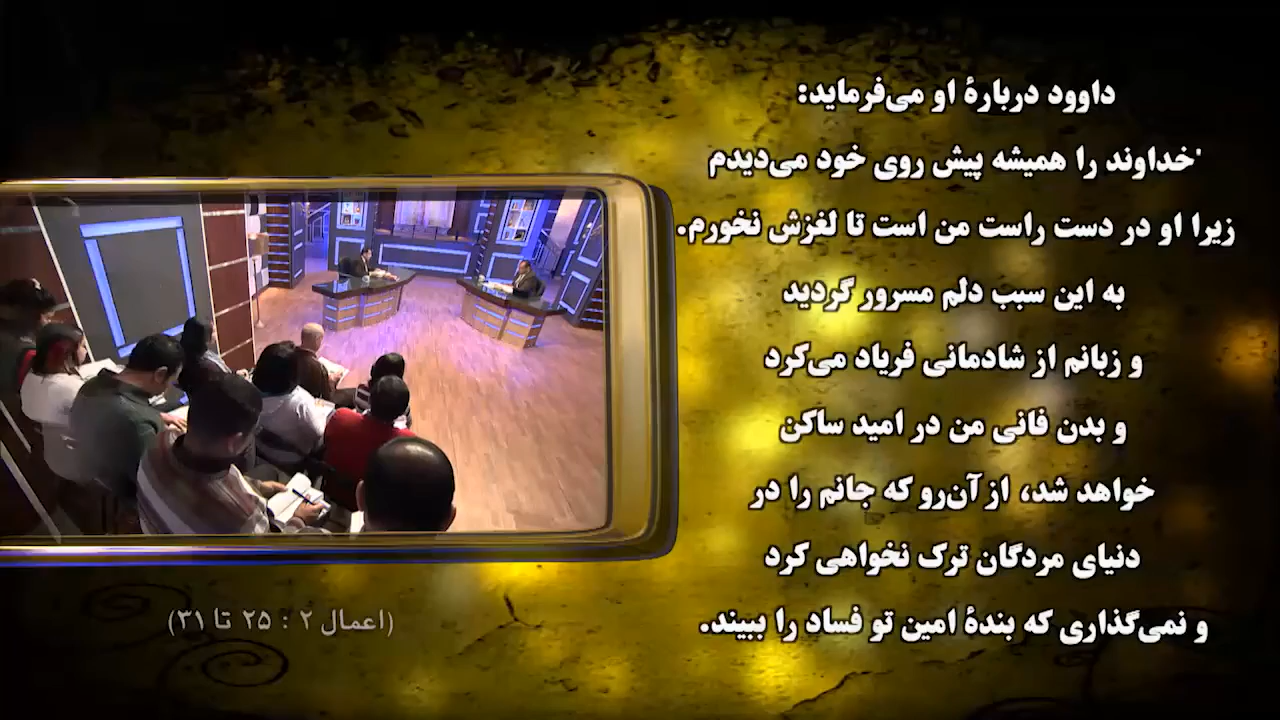 داوود دربارهٔ او می‌فرماید:
'خداوند را همیشه پیش روی خود می‌دیدم
زیرا او در دست راست من است تا لغزش نخورم.
به این سبب دلم مسرور گردید
و زبانم از شادمانی فریاد می‌کرد
و بدن فانی من در امید ساکن
خواهد شد، از آن‌رو که جانم را در
دنیای مردگان ترک نخواهی کرد
و نمی‌گذاری که بندهٔ امین تو فساد را ببیند.
(اعمال ۲ : ۲۵ تا ۳۱)